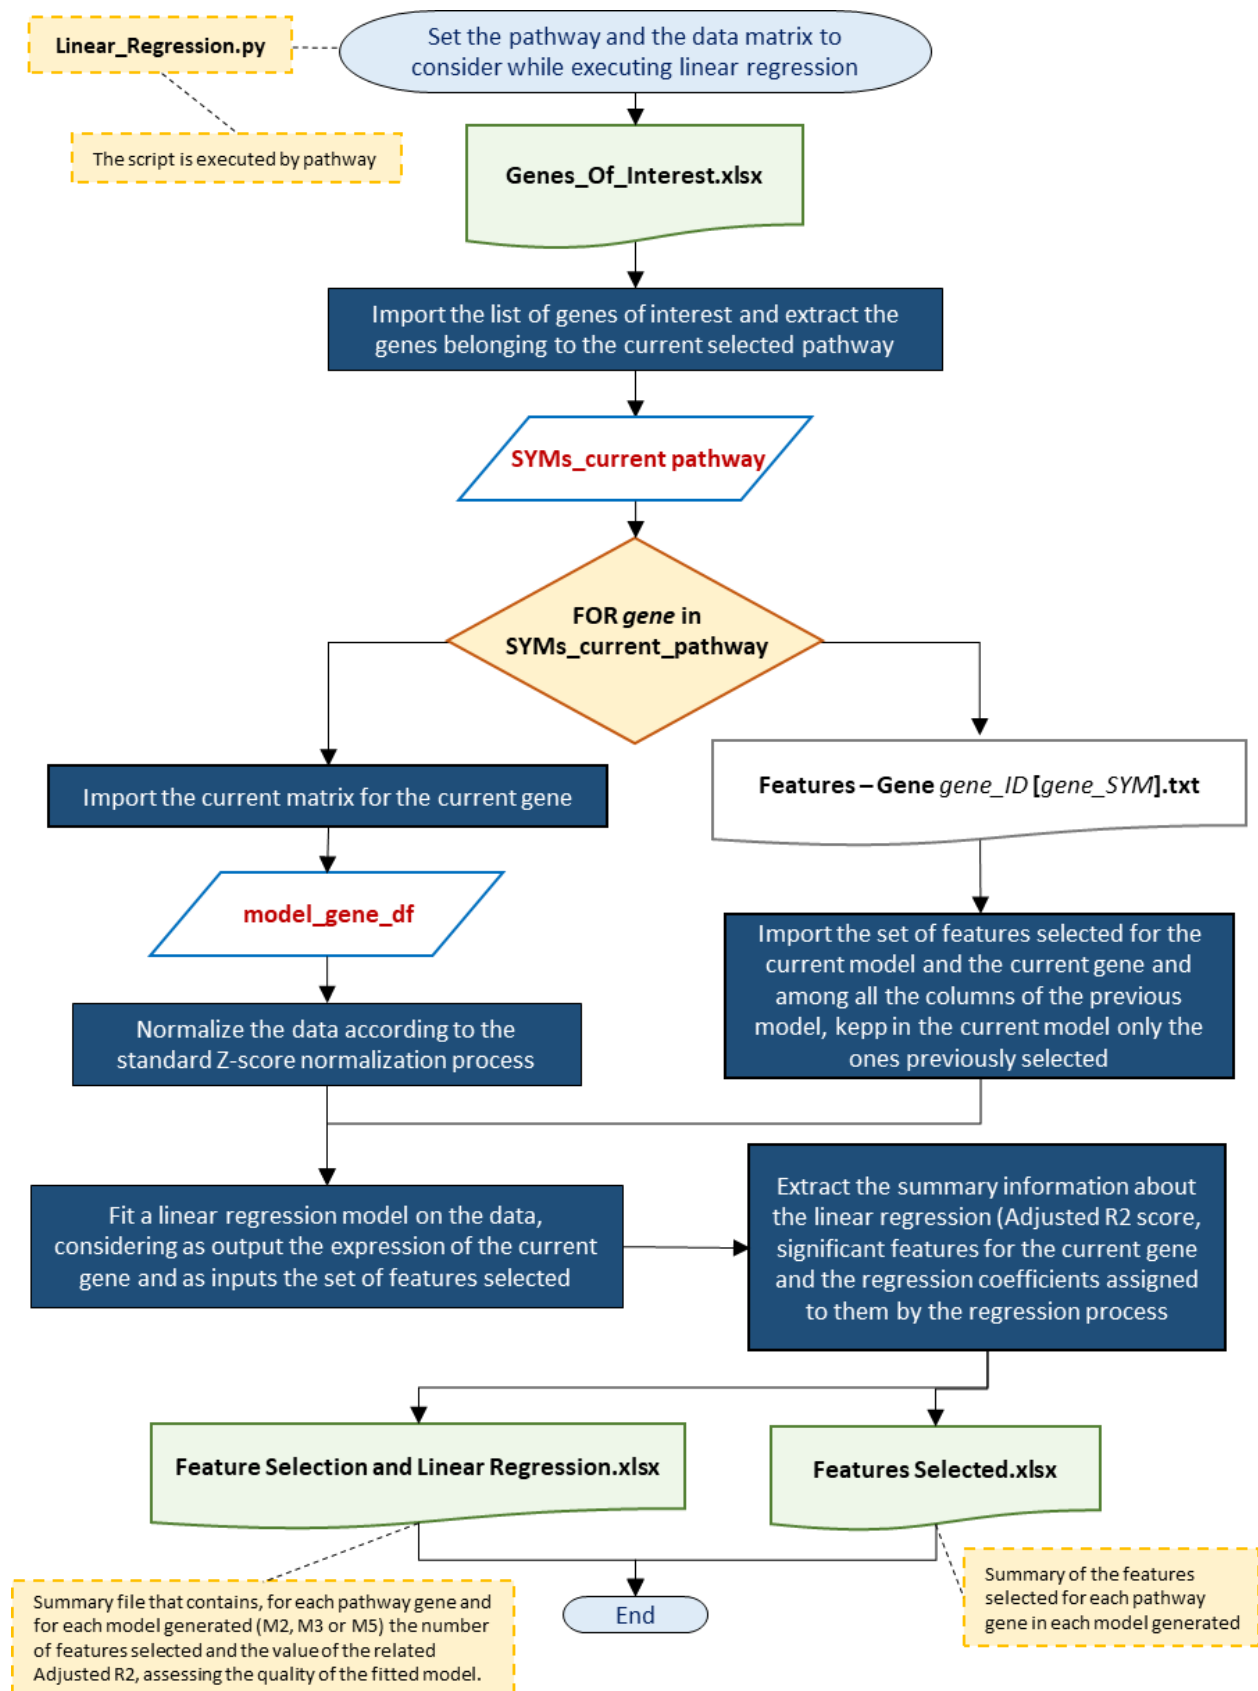 Linear_Regression.py
Set the pathway and the data matrix to
consider while executing linear regression
The script is executed by pathway
Genes_Of_Interest.xlsx
Import the list of genes of interest and extract the
genes belonging to the current selected pathway
SYMs_current pathway
FOR gene in
SYMs_current_pathway
Import the current matrix for the current gene
Features – Gene gene_ID [gene_SYM].txt
model_gene_df
Import the set of features selected for the
current model and the current gene and
among all the columns of the previous
model, kepp in the current model only the
ones previously selected
Normalize the data according to the
standard Z-score normalization process
Fit a linear regression model on the data,
considering as output the expression of the current
gene and as inputs the set of features selected
Extract the summary information about
the linear regression (Adjusted R2 score,
significant features for the current gene
and the regression coefficients assigned
to them by the regression process
Feature Selection and Linear Regression.xlsx
Features Selected.xlsx
Summary file that contains, for each pathway gene and
for each model generated (M2, M3 or M5) the number
of features selected and the value of the related
Adjusted R2, assessing the quality of the fitted model.
End
Summary of the features
selected for each pathway
gene in each model generated